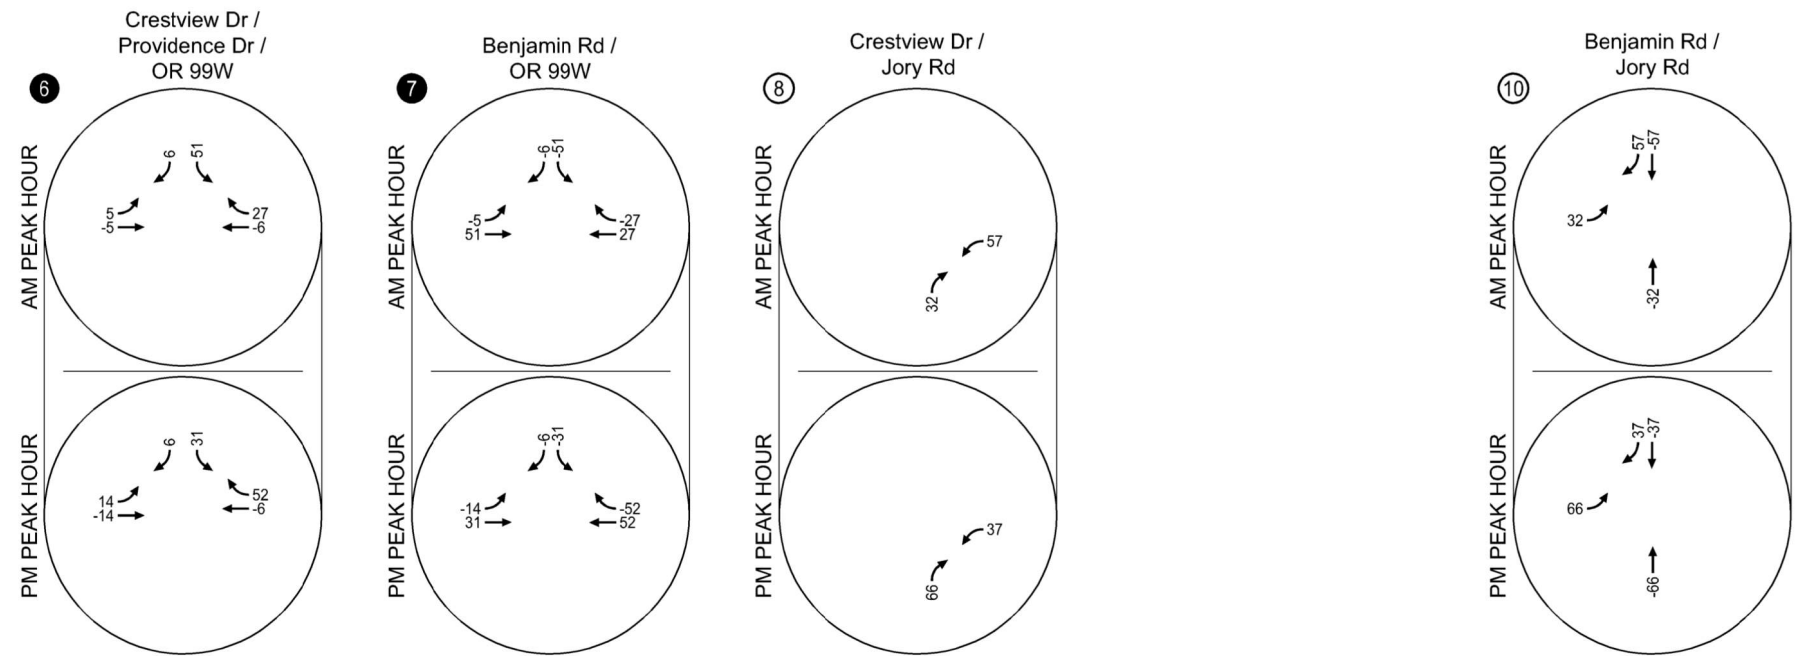 Crestview Dr /
Providence Dr /
OR 99W
6
AM PEAK HOUR
6
51
5
-5
27
-6
PM PEAK HOUR
6
31
14
-14
52
-6
Benjamin Rd /
OR 99W
7
AM PEAK HOUR
-6
-51
-5
51
-27
27
PM PEAK HOUR
-6
-31
-14
31
-52
52
Crestview Dr /
Jory Rd
8
AM PEAK HOUR
57
32
PM PEAK HOUR
37
66
Benjamin Rd /
Jory Rd
10
AM PEAK HOUR
57
-57
32
-32
PM PEAK HOUR
37
-37
66
-66